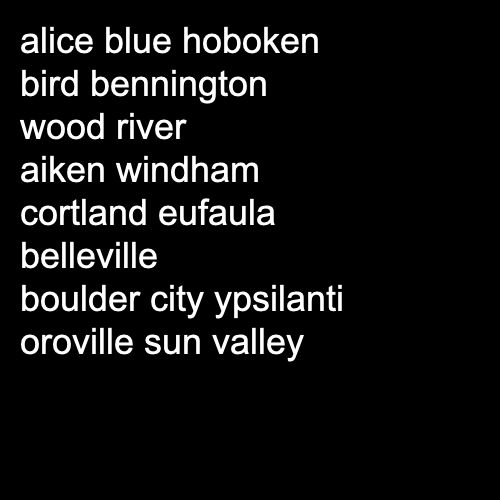 alice blue hoboken
bird bennington
wood river
aiken windham
cortland eufaula
belleville
boulder city ypsilanti
oroville sun valley